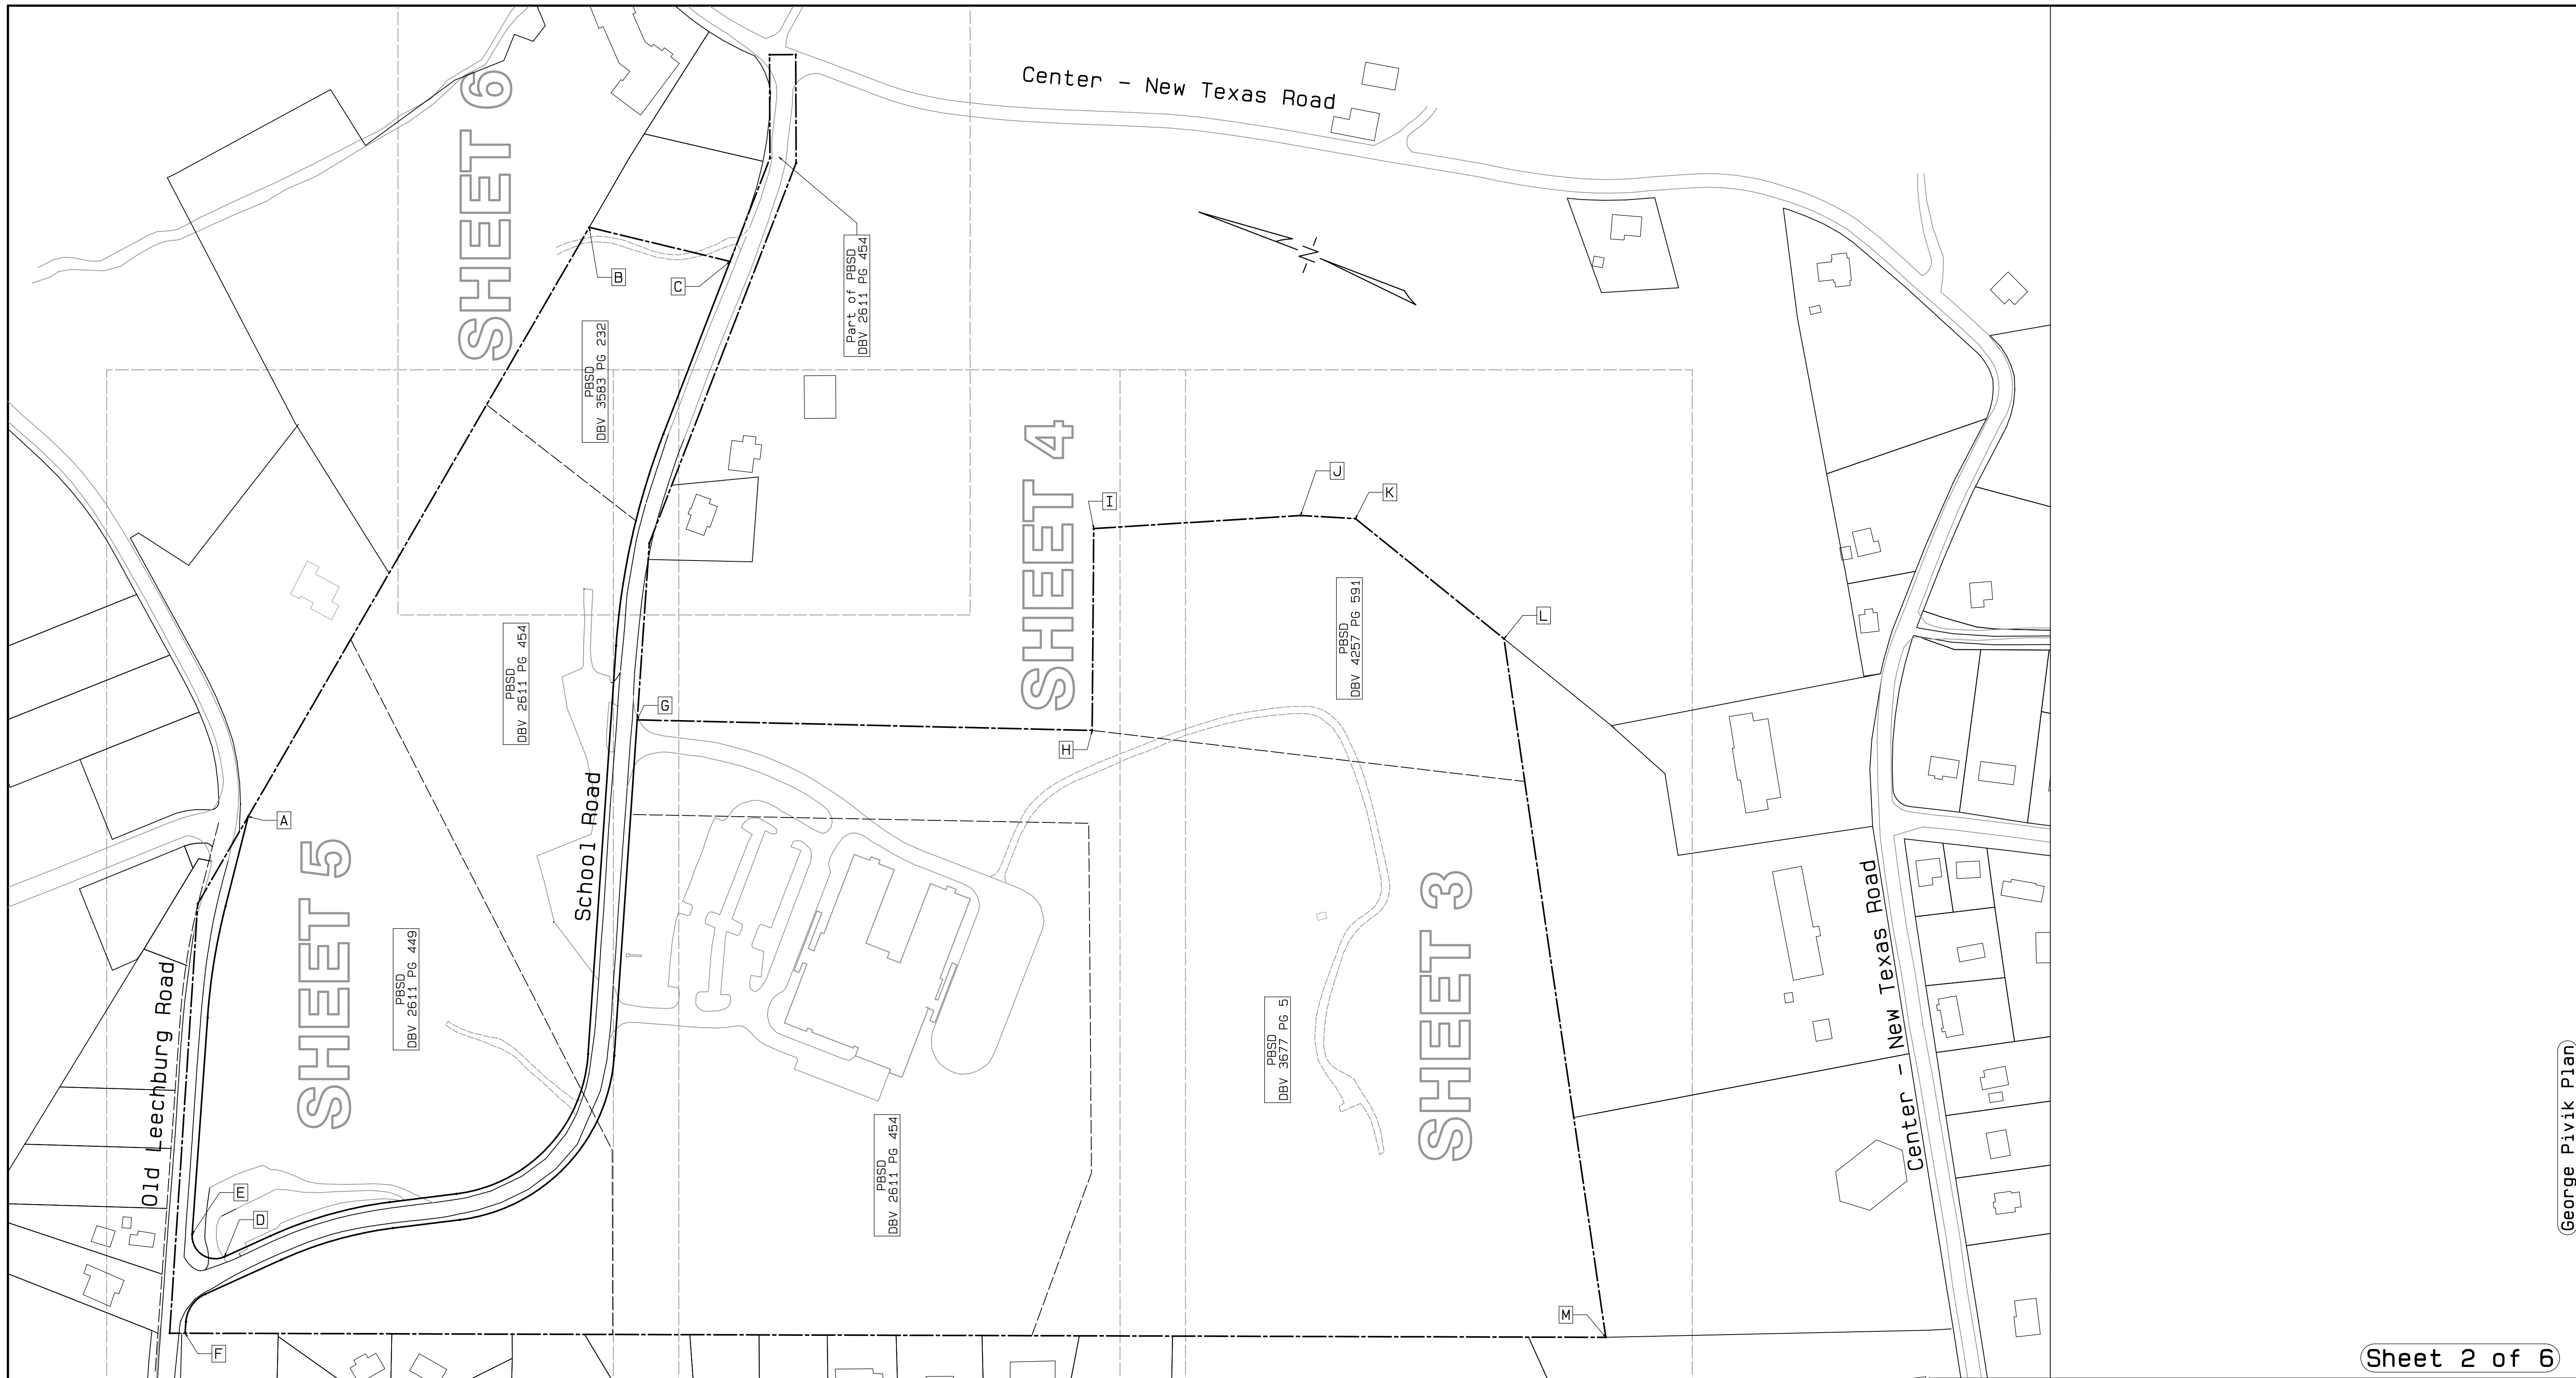 Center - New Texas Road
SHEET 6
B
C
Part of PBSD
DBV 2611 PG 454
N
PBSD
DBV 3583 PG 232
SHEET 4
I
J
K
L
PBSD
DBV 4257 PG 591
PBSD
DBV 2611 PG 454
G
H
A
School Road
SHEET 5
SHEET 3
PBSD
DBV 2611 PG 449
Old Leechburg Road
PBSD
DBV 3677 PG 5
Center - New Texas Road
PBSD
DBV 2611 PG 454
E
D
F
M
George Pivik Plan
Sheet 2 of 6